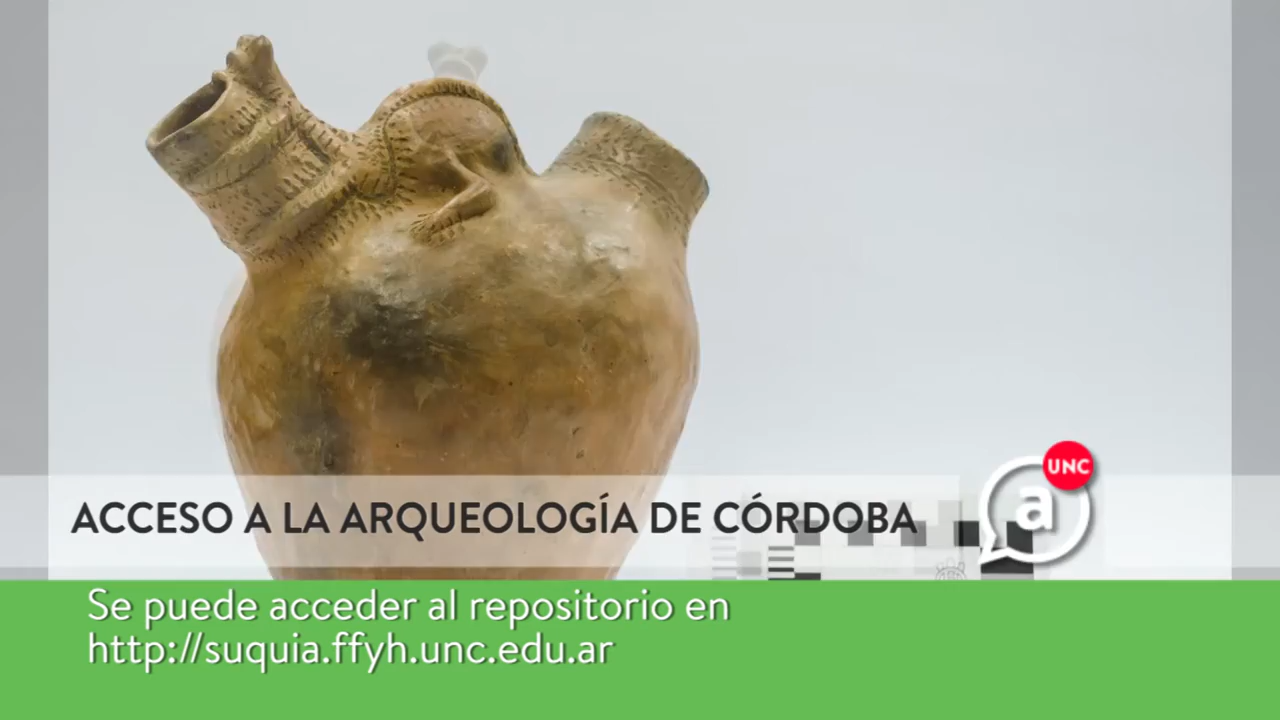 UNC
a
ACCESO A LA ARQUEOLOGÍA DE CÓRDOBA
Se puede acceder al repositorio en
http://suquia.ffyh.unc.edu.ar